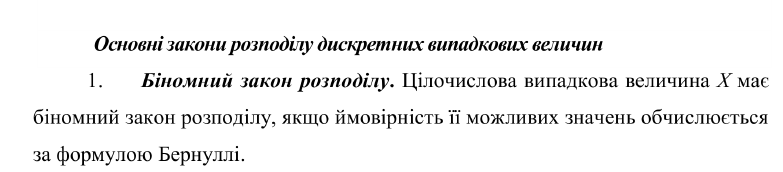 Основні закони розподілу дискретних випадкових величин
1. Біномний закон розподілу. Цілочислова випадкова величина X має
біномний закон розподілу, якщо ймовірність її можливих значень обчислюється
за формулою Бернуллі.